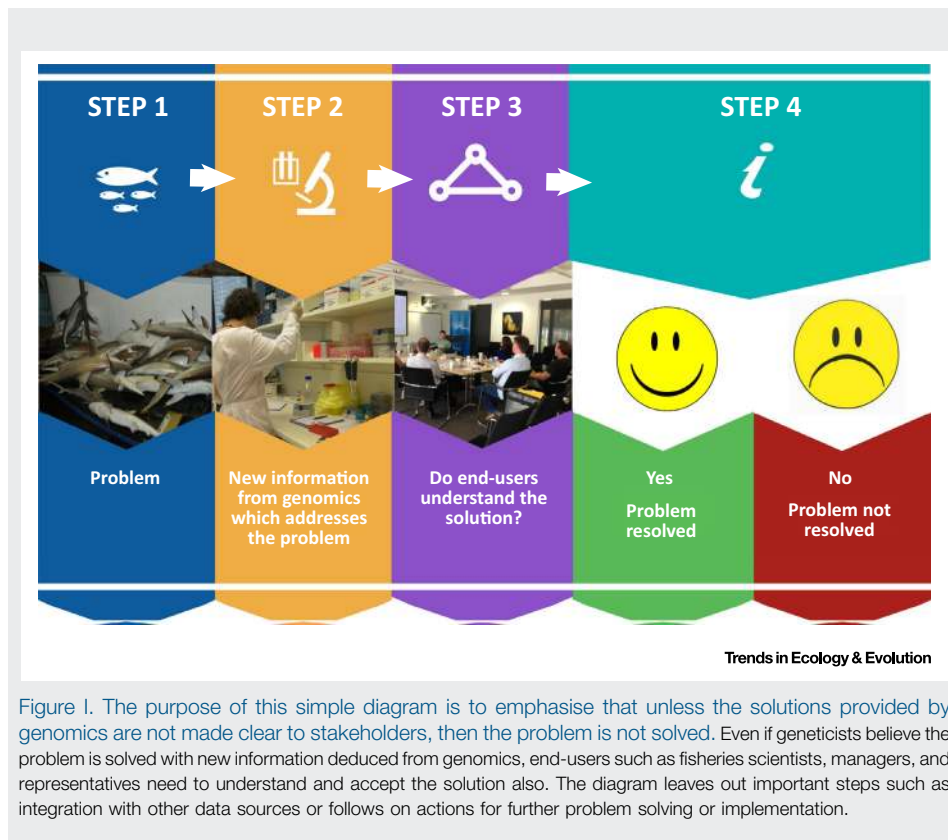 STEP 1
STEP 2
STEP 3
STEP 4
i
Problem
New information
from genomics
which addresses
the problem
Do end-users
understand the
solution?
Yes
Problem
resolved
No
Problem not
resolved
Trends in Ecology & Evolution
Figure I. The purpose of this simple diagram is to emphasise that unless the solutions provided by
genomics are not made clear to stakeholders, then the problem is not solved. Even if geneticists believe the
problem is solved with new information deduced from genomics, end-users such as fisheries scientists, managers, and
representatives need to understand and accept the solution also. The diagram leaves out important steps such as
integration with other data sources or follows on actions for further problem solving or implementation.